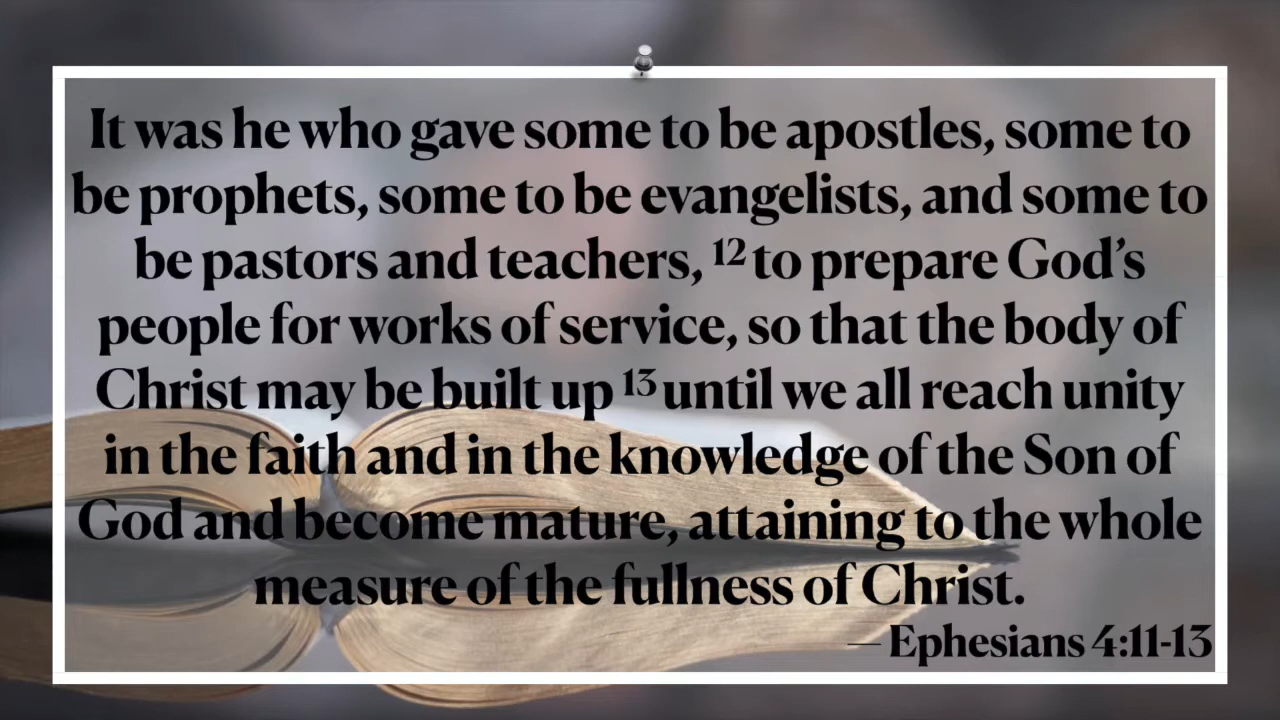 It was he who gave some to be apostles, some to
be prophets, some to be evangelists, and some to
be pastors and teachers, ¹² to prepare God’s
people for works of service, so that the body of
Christ may be built up ¹³ until we all reach unity
in the faith and in the knowledge of the Son of
God and become mature, attaining to the whole
measure of the fullness of Christ.
— Ephesians 4:11-13